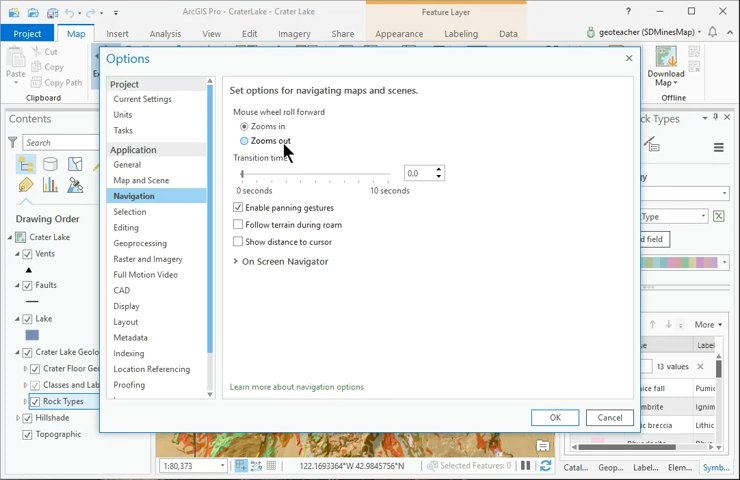 ArcGIS Pro - CraterLake - Crater Lake
Feature Layer
?
Project
Map
Insert
Analysis
View
Edit
Imagery
Share
Appearance
Labeling
Data
geoteacher (SDMinesMap)
Paste
Cut
Copy
Copy Path
Clipboard
Download
Map
Offline
Contents
Search
Drawing Order
Crater Lake
Vents
Faults
Lake
Crater Lake Geolo
Crater Floor Geo
Classes and Lab
Rock Types
Hillshade
Topographic
Options
Project
Current Settings
Units
Tasks
Application
General
Map and Scene
Navigation
Selection
Editing
Geoprocessing
Raster and Imagery
Full Motion Video
CAD
Display
Layout
Metadata
Indexing
Location Referencing
Proofing
Set options for navigating maps and scenes.
Mouse wheel roll forward
Zooms in
Zooms out
Transition time
0.0
0 seconds
10 seconds
Enable panning gestures
Follow terrain during roam
Show distance to cursor
On Screen Navigator
Learn more about navigation options
OK
Cancel
ck Types
gy
Type
d field
More
e
Label
13 values
ice fall
Pumic
mbrite
Ignim
c breccia
Lithic
1:80,373
122.1693364°W 42.9845756°N
Selected Features: 0
Catal...
Geop...
Label...
Elem...
Symb...